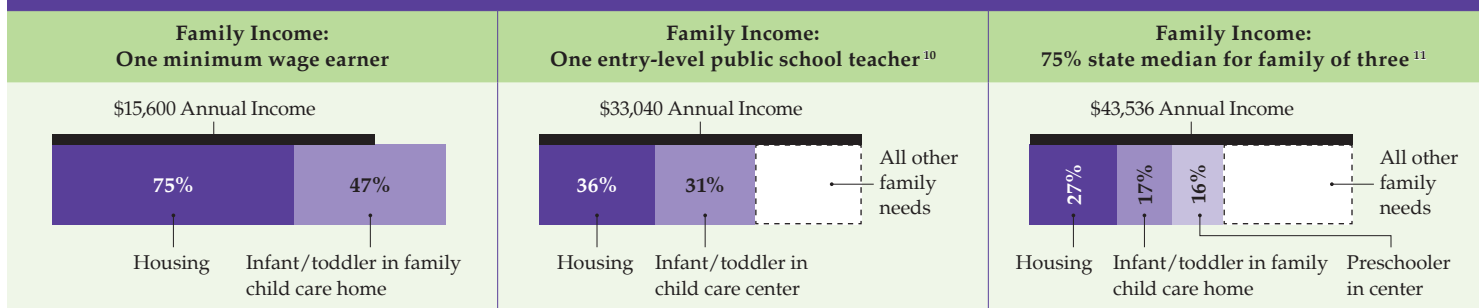 Family Income:
One minimum wage earner
$15,600 Annual Income
75%
47%
Housing
Infant/toddler in family
child care home
Family Income:
One entry-level public school teacher 10
$33,040 Annual Income
36%
31%
All other
family
needs
Housing
Infant/toddler in
child care center
Family Income:
75% state median for family of three 11
$43,536 Annual Income
27%
17%
16%
All other
family
needs
Housing
Infant/toddler in family
child care home
Preschooler
in center